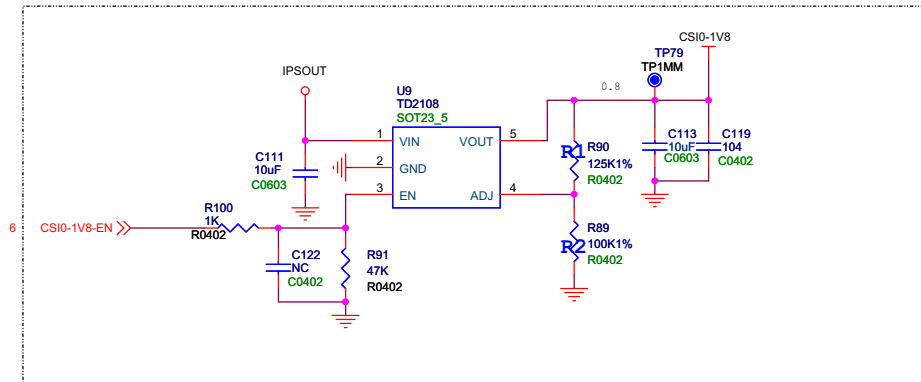 CSI0-1V8
TP79
TP1MM
0.8
IPSOUT
U9
TD2108
SOT23_5
1
VIN
VOUT
5
2
GND
3
EN
ADJ
4
C111
10uF
C0603
R1
R90
125K1%
R0402
C113
10uF
C0603
C119
104
C0402
R2
R89
100K1%
R0402
6
CSI0-1V8-EN
R100
1K
R0402
C122
NC
C0402
R91
47K
R0402